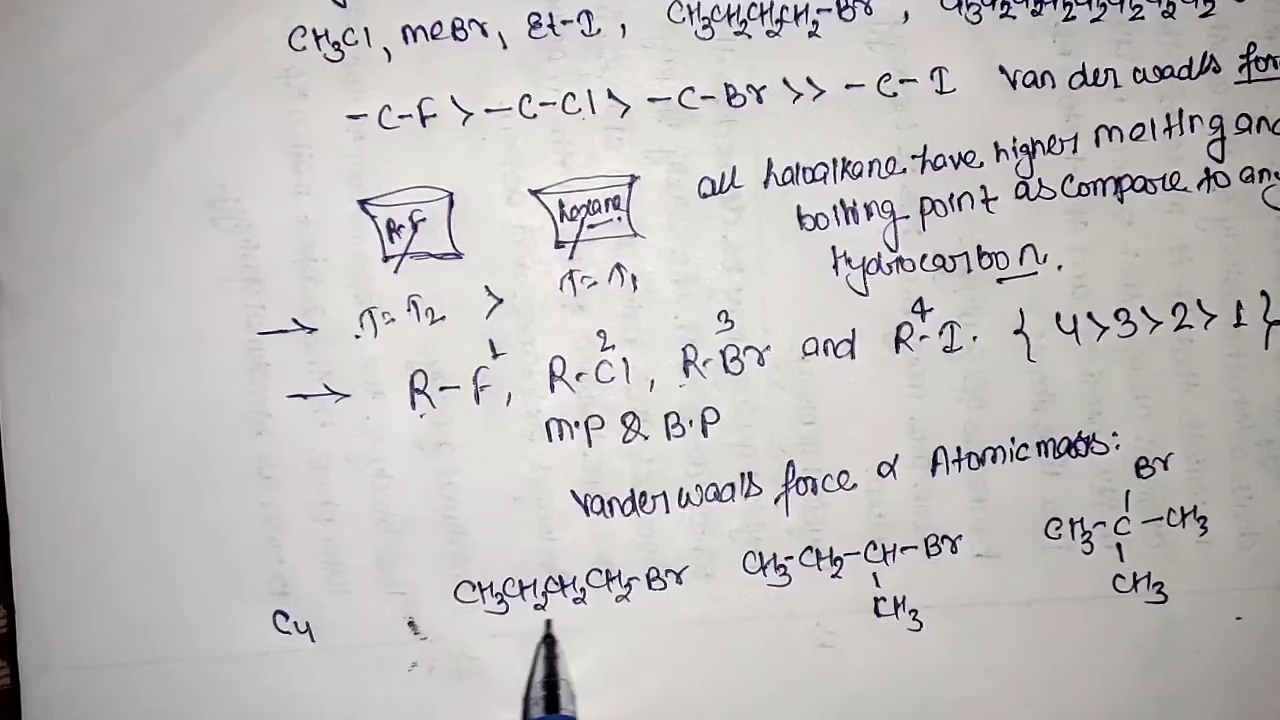 CH3Cl, MeBr, Et-I, CH3CH2CH2CH2-Br,
-C-F > -C-Cl > -C-Br >> -C-I Van der waals for
all haloalkane have higher melting and
boiling point as compare to any
Hydrocarbon.
R-F
T = T2 > T = T1
→ R-F, R-Cl, R-Br and R-I. { 4>3>2>1 }
1 2 3 4
M.P & B.P
Vanderwaals force α Atomic mass:
CH3CH2CH2CH2-Br CH3-CH2-CH-Br CH3-C-CH3
CH3 Br CH3
C4